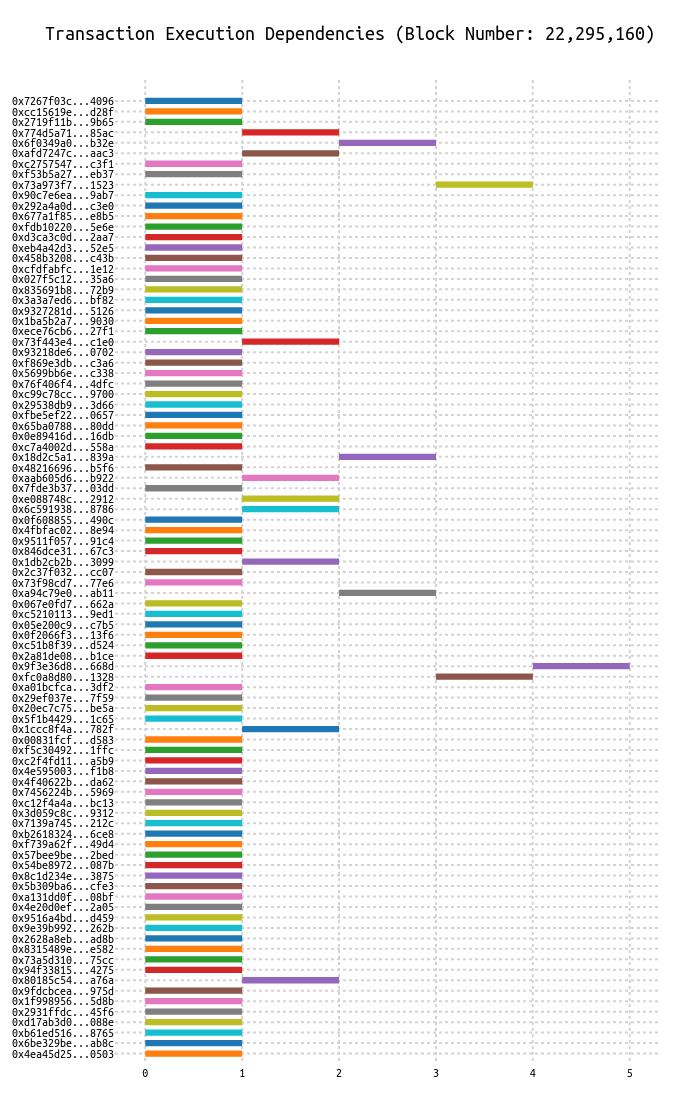 Transaction Execution Dependencies (Block Number: 22,295,160)
0x7267f03c...4096
0xcc15619e...d28f
0x2719f11b...9b65
0x774d5a71...85ac
0x6f0349a0...b32e
0xafd7247c...aac3
0xc2757547...c3f1
0xf53b5a27...eb37
0x73a973f7...1523
0x90c7e6ea...9ab7
0x292a4a0d...c3e0
0x677a1f85...e8b5
0xfdb10220...5e6e
0xd3ca3c0d...2aa7
0xeb4a42d3...52e5
0x458b3208...c43b
0xcfdfabfc...1e12
0x027f5c12...35a6
0x835691b8...72b9
0x3a3a7ed6...bf82
0x9327281d...5126
0x1ba5b2a7...9030
0xece76cb6...27f1
0x73f443e4...c1e0
0x93218de6...0702
0xf869e3db...c3a6
0x5699bb6e...c338
0x76f406f4...4dfc
0xc99c78cc...9700
0x29538db9...3d66
0xfbe5ef22...0657
0x65ba0788...80dd
0x0e89416d...16db
0xc7a4002d...558a
0x18d2c5a1...839a
0x48216696...b5f6
0xaab605d6...b922
0x7fde3b37...03dd
0xe088748c...2912
0x6c591938...8786
0x0f608855...490c
0x4fbfac02...8e94
0x9511f057...91c4
0x846dce31...67c3
0x1db2cb2b...3099
0x2c37f032...cc07
0x73f98cd7...77e6
0xa94c79e0...ab11
0x067e0fd7...662a
0xc5210113...9ed1
0x05e200c9...c7b5
0x0f2066f3...13f6
0xc51b8f39...d524
0x2a81de08...b1ce
0x9f3e36d8...668d
0xfc0a8d80...1328
0xa01bcfca...3df2
0x29ef037e...7f59
0x20ec7c75...be5a
0x5f1b4429...1c65
0x1ccc8f4a...782f
0x00831fcf...d583
0xf5c30492...1ffc
0xc2f4fd11...a5b9
0x4e595003...f1b8
0x4f40622b...da62
0x7456224b...5969
0xc12f4a4a...bc13
0x3d059c8c...9312
0x7139a745...212c
0xb2618324...6ce8
0xf739a62f...49d4
0x57bee9be...2bed
0x54be8972...087b
0x8c1d234e...3875
0x5b309ba6...cfe3
0xa131dd0f...08bf
0x4e20d0ef...2a05
0x9516a4bd...d459
0x9e39b992...262b
0x2628a8eb...ad8b
0x8315489e...e582
0x73a5d310...75cc
0x94f33815...4275
0x80185c54...a76a
0x9fdcbcea...975d
0x1f998956...5d8b
0x2931ffdc...45f6
0xd17ab3d0...088e
0xb61ed516...8765
0x6be329be...ab8c
0x4ea45d25...0503
0 1 2 3 4 5